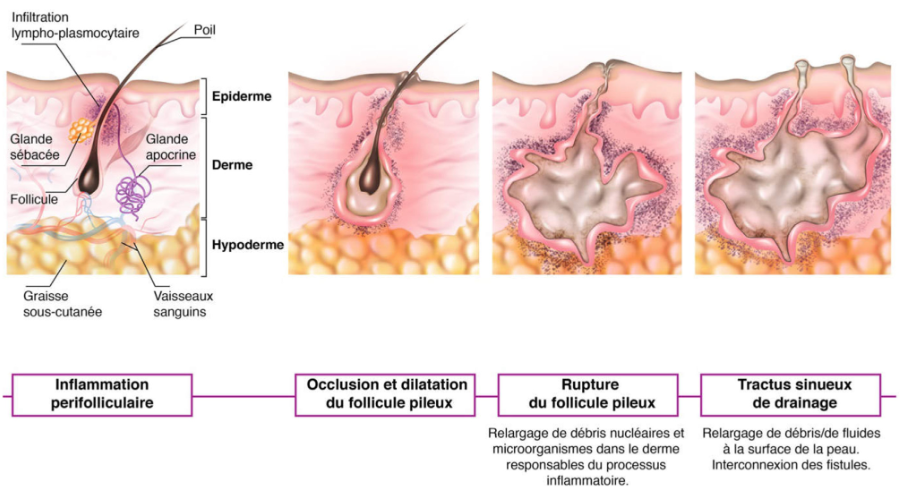 Infiltration
lympho-plasmocytaire
Poil
Epiderme
Glande
sébacée
Glande
apocrine
Derme
Follicule
Hypoderme
Graisse
sous-cutanée
Vaisseaux
sanguins
Inflammation
perifolliculaire
Occlusion et dilatation
du follicule pileux
Rupture
du follicule pileux
Relargage de débris nucléaires et
microorganismes dans le derme
responsables du processus
inflammatoire.
Tractus sinueux
de drainage
Relargage de débris/de fluides
à la surface de la peau.
Interconnexion des fistules.